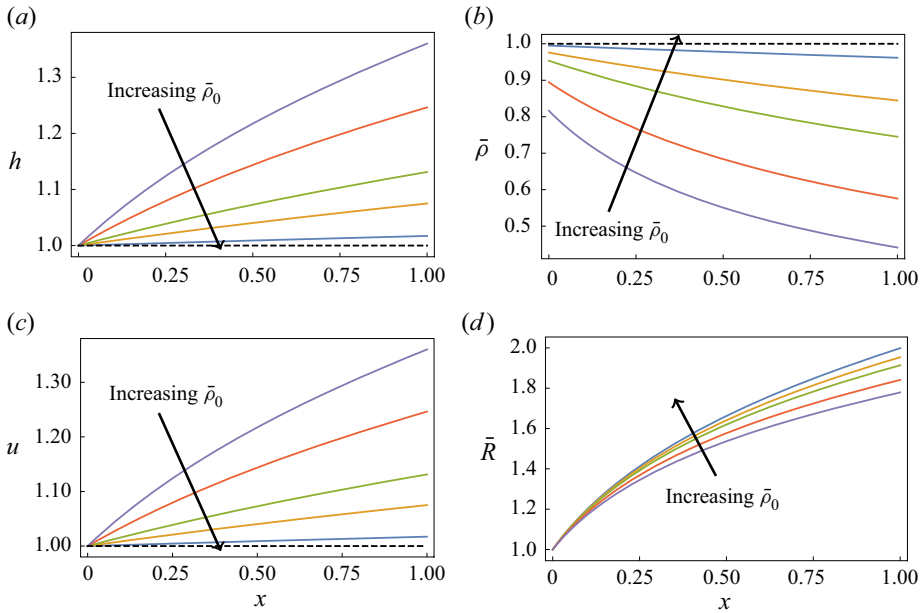 (a)
1.3
Increasing ρ̄₀
1.2
h
1.1
1.0
0 0.25 0.50 0.75 1.00
(b)
1.0
0.9
0.8
ρ̄
0.7
0.6
Increasing ρ̄₀
0.5
0 0.25 0.50 0.75 1.00
(c)
1.30
Increasing ρ̄₀
1.20
u
1.10
1.00
0 0.25 0.50 0.75 1.00
x
(d)
2.0
1.8
1.6
R̄
1.4
Increasing ρ̄₀
1.2
1.0
0 0.25 0.50 0.75 1.00
x